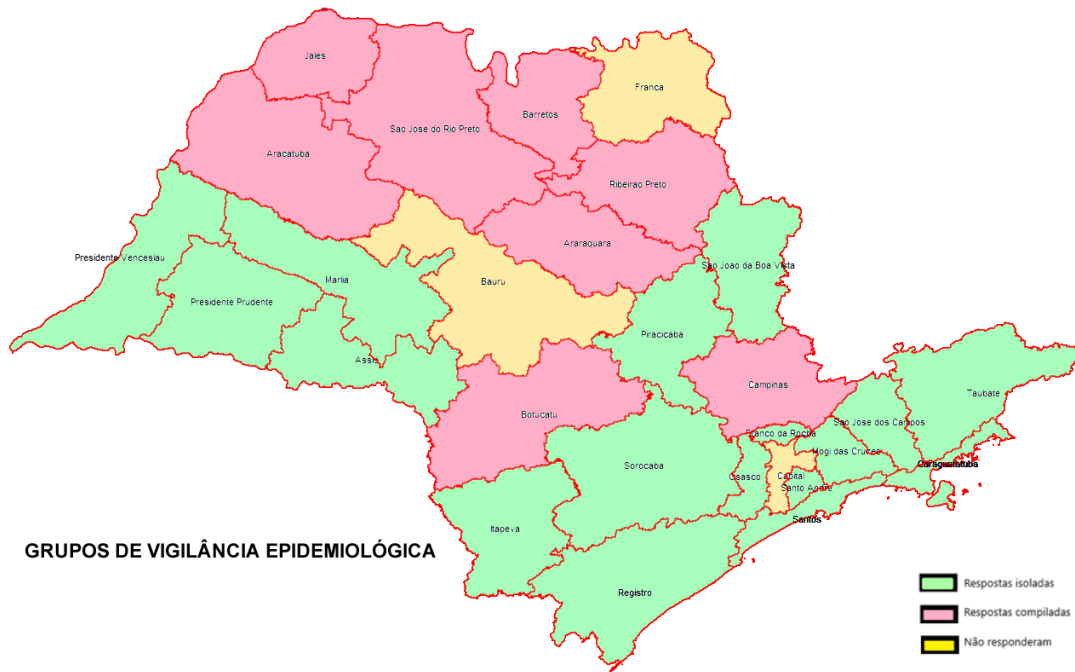 Jales
Franca
Barretos
Sao Jose do Rio Preto
Aracatuba
Ribeirao Preto
Araraquara
Presidente Venceslau
Sao Joao da Boa Vista
Marilia
Bauru
Presidente Prudente
Piracicaba
Assis
Campinas
Taubate
Botucatu
Sao Jose dos Campos
Franco da Rocha
Mogi das Cruzes
Caraguatatuba
Sorocaba
Osasco
Capital
Santo Andre
Santos
Itapeva
GRUPOS DE VIGILÂNCIA EPIDEMIOLÓGICA
Registro
Respostas isoladas
Respostas compiladas
Não responderam